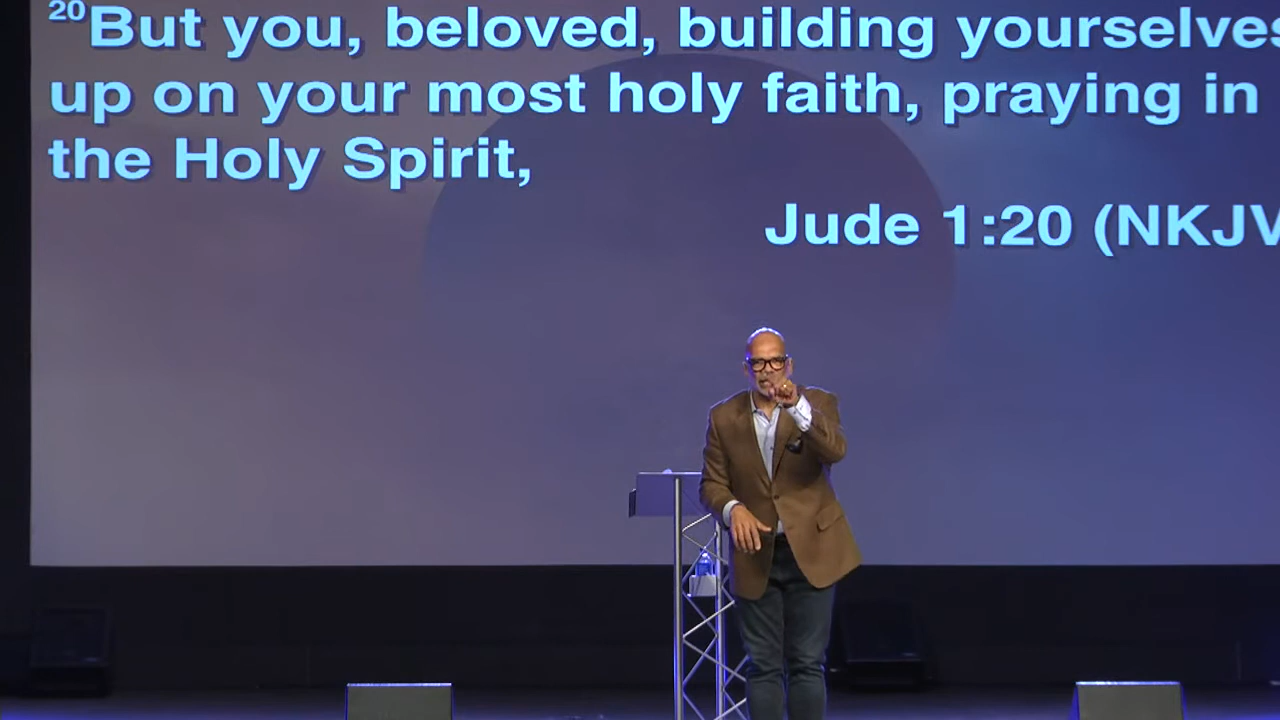 20But you, beloved, building yourselves
up on your most holy faith, praying in
the Holy Spirit,
Jude 1:20 (NKJV